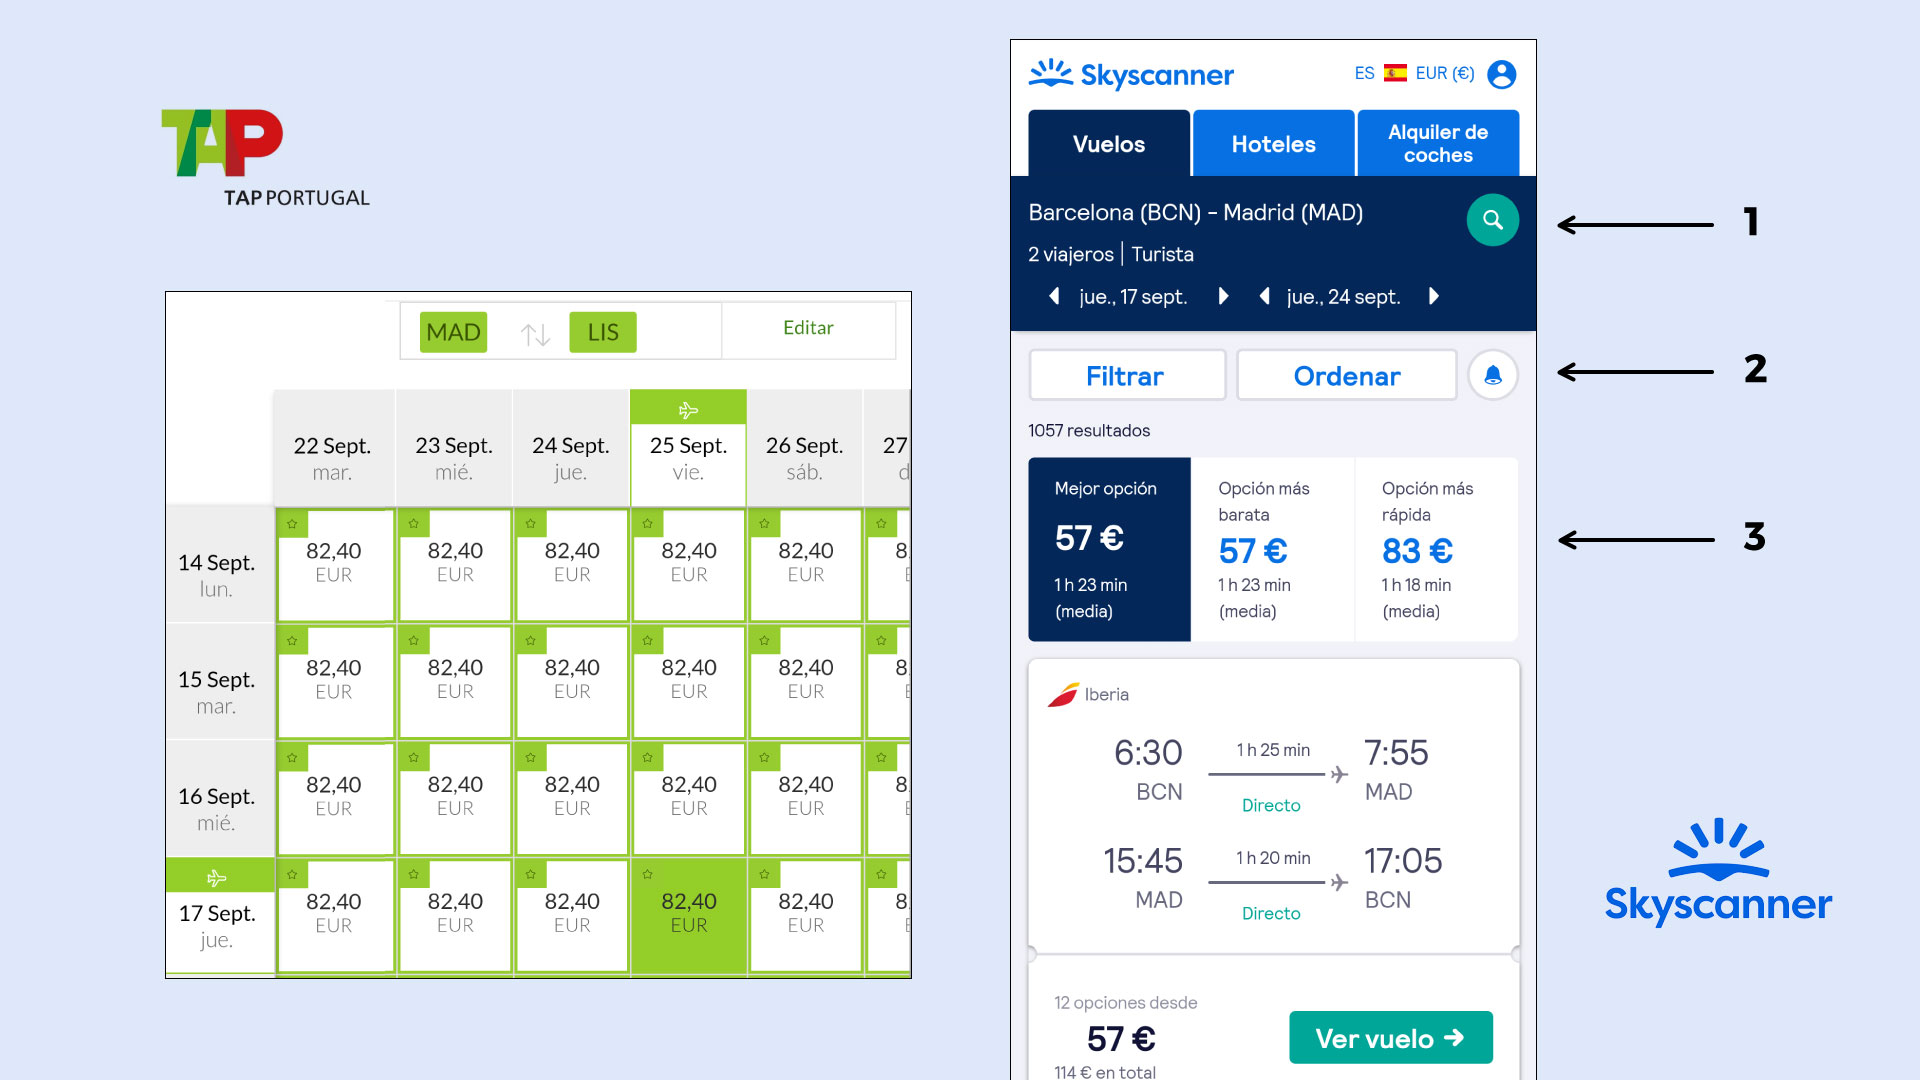 TAP
TAP PORTUGAL
MAD LIS Editar
22 Sept. 23 Sept. 24 Sept. 25 Sept. 26 Sept. 27
mar. mié. jue. vie. sáb. d
14 Sept. 82,40 82,40 82,40 82,40 82,40 8
lun. EUR EUR EUR EUR EUR E
15 Sept. 82,40 82,40 82,40 82,40 82,40 8
mar. EUR EUR EUR EUR EUR E
16 Sept. 82,40 82,40 82,40 82,40 82,40 8
mié. EUR EUR EUR EUR EUR E
17 Sept. 82,40 82,40 82,40 82,40 82,40 8
jue. EUR EUR EUR EUR EUR E
Skyscanner ES EUR (€)
Vuelos Hoteles Alquiler de
coches
Barcelona (BCN) - Madrid (MAD)
2 viajeros | Turista
jue., 17 sept. jue., 24 sept.
1
Filtrar Ordenar
2
1057 resultados
Mejor opción
57 €
1 h 23 min
(media)
Opción más
barata
57 €
1 h 23 min
(media)
Opción más
rápida
83 €
1 h 18 min
(media)
3
Iberia
6:30 1 h 25 min 7:55
BCN Directo MAD
15:45 1 h 20 min 17:05
MAD Directo BCN
12 opciones desde
57 €
114 € en total
Ver vuelo →
Skyscanner